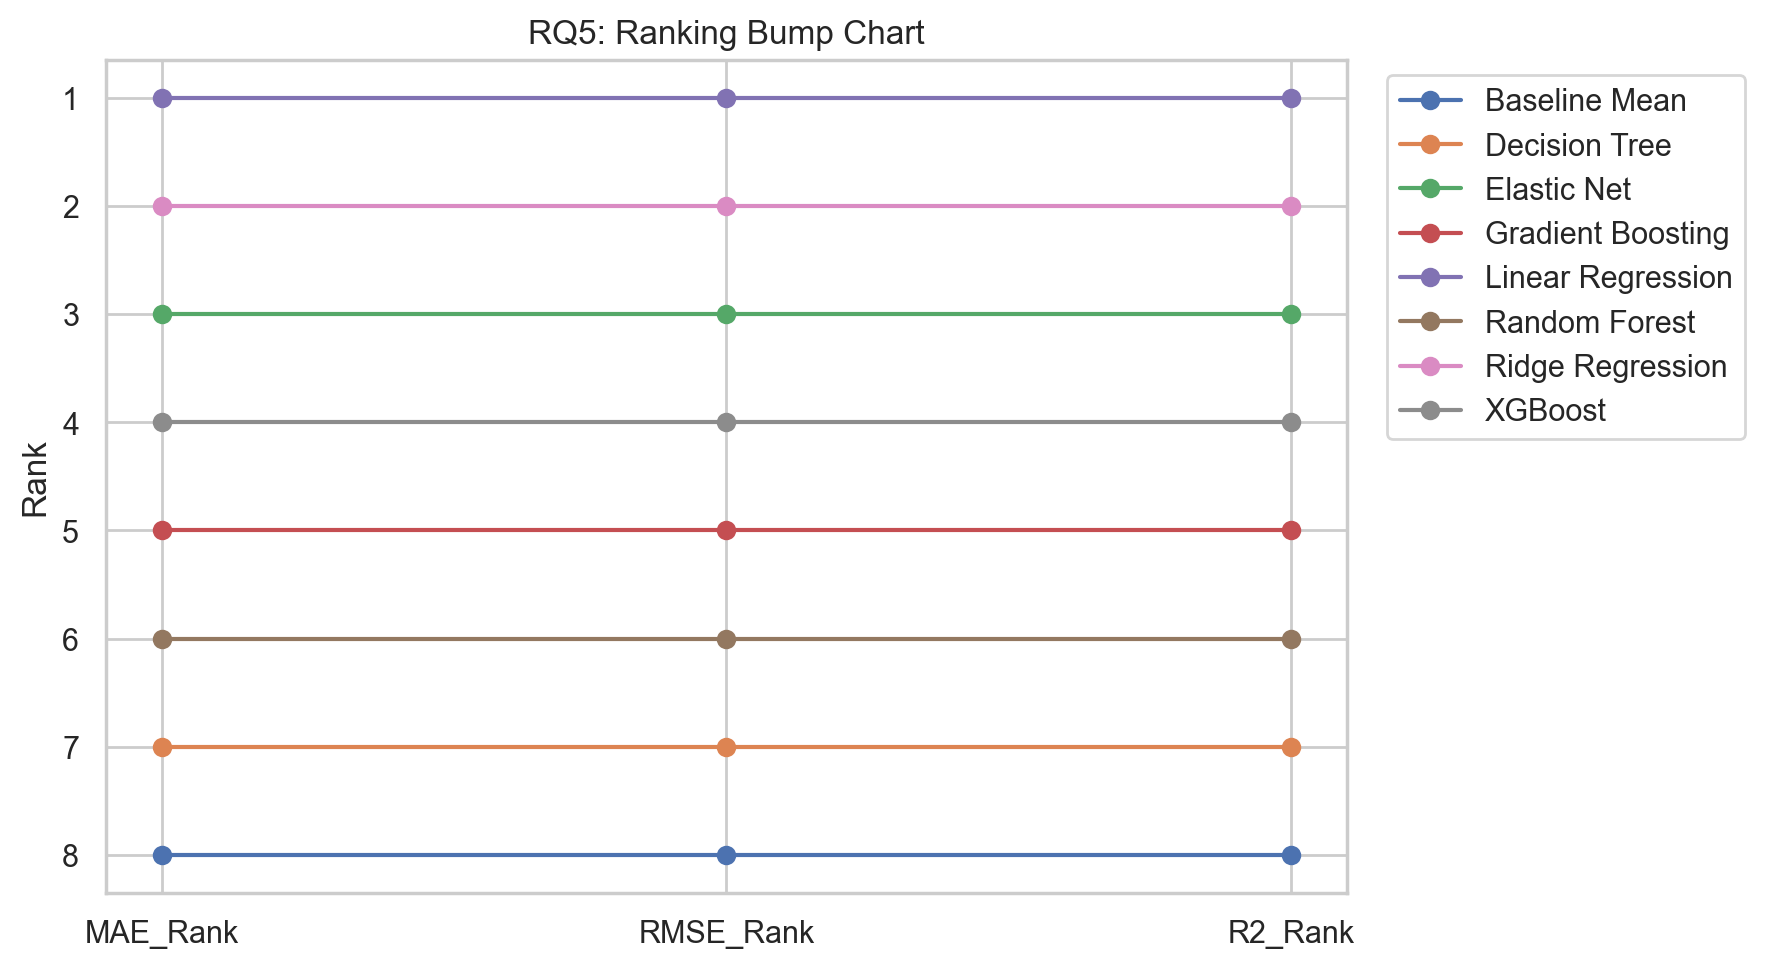 RQ5: Ranking Bump Chart
1
2
3
4
5
6
7
8
Rank
MAE_Rank
RMSE_Rank
R2_Rank
Baseline Mean
Decision Tree
Elastic Net
Gradient Boosting
Linear Regression
Random Forest
Ridge Regression
XGBoost